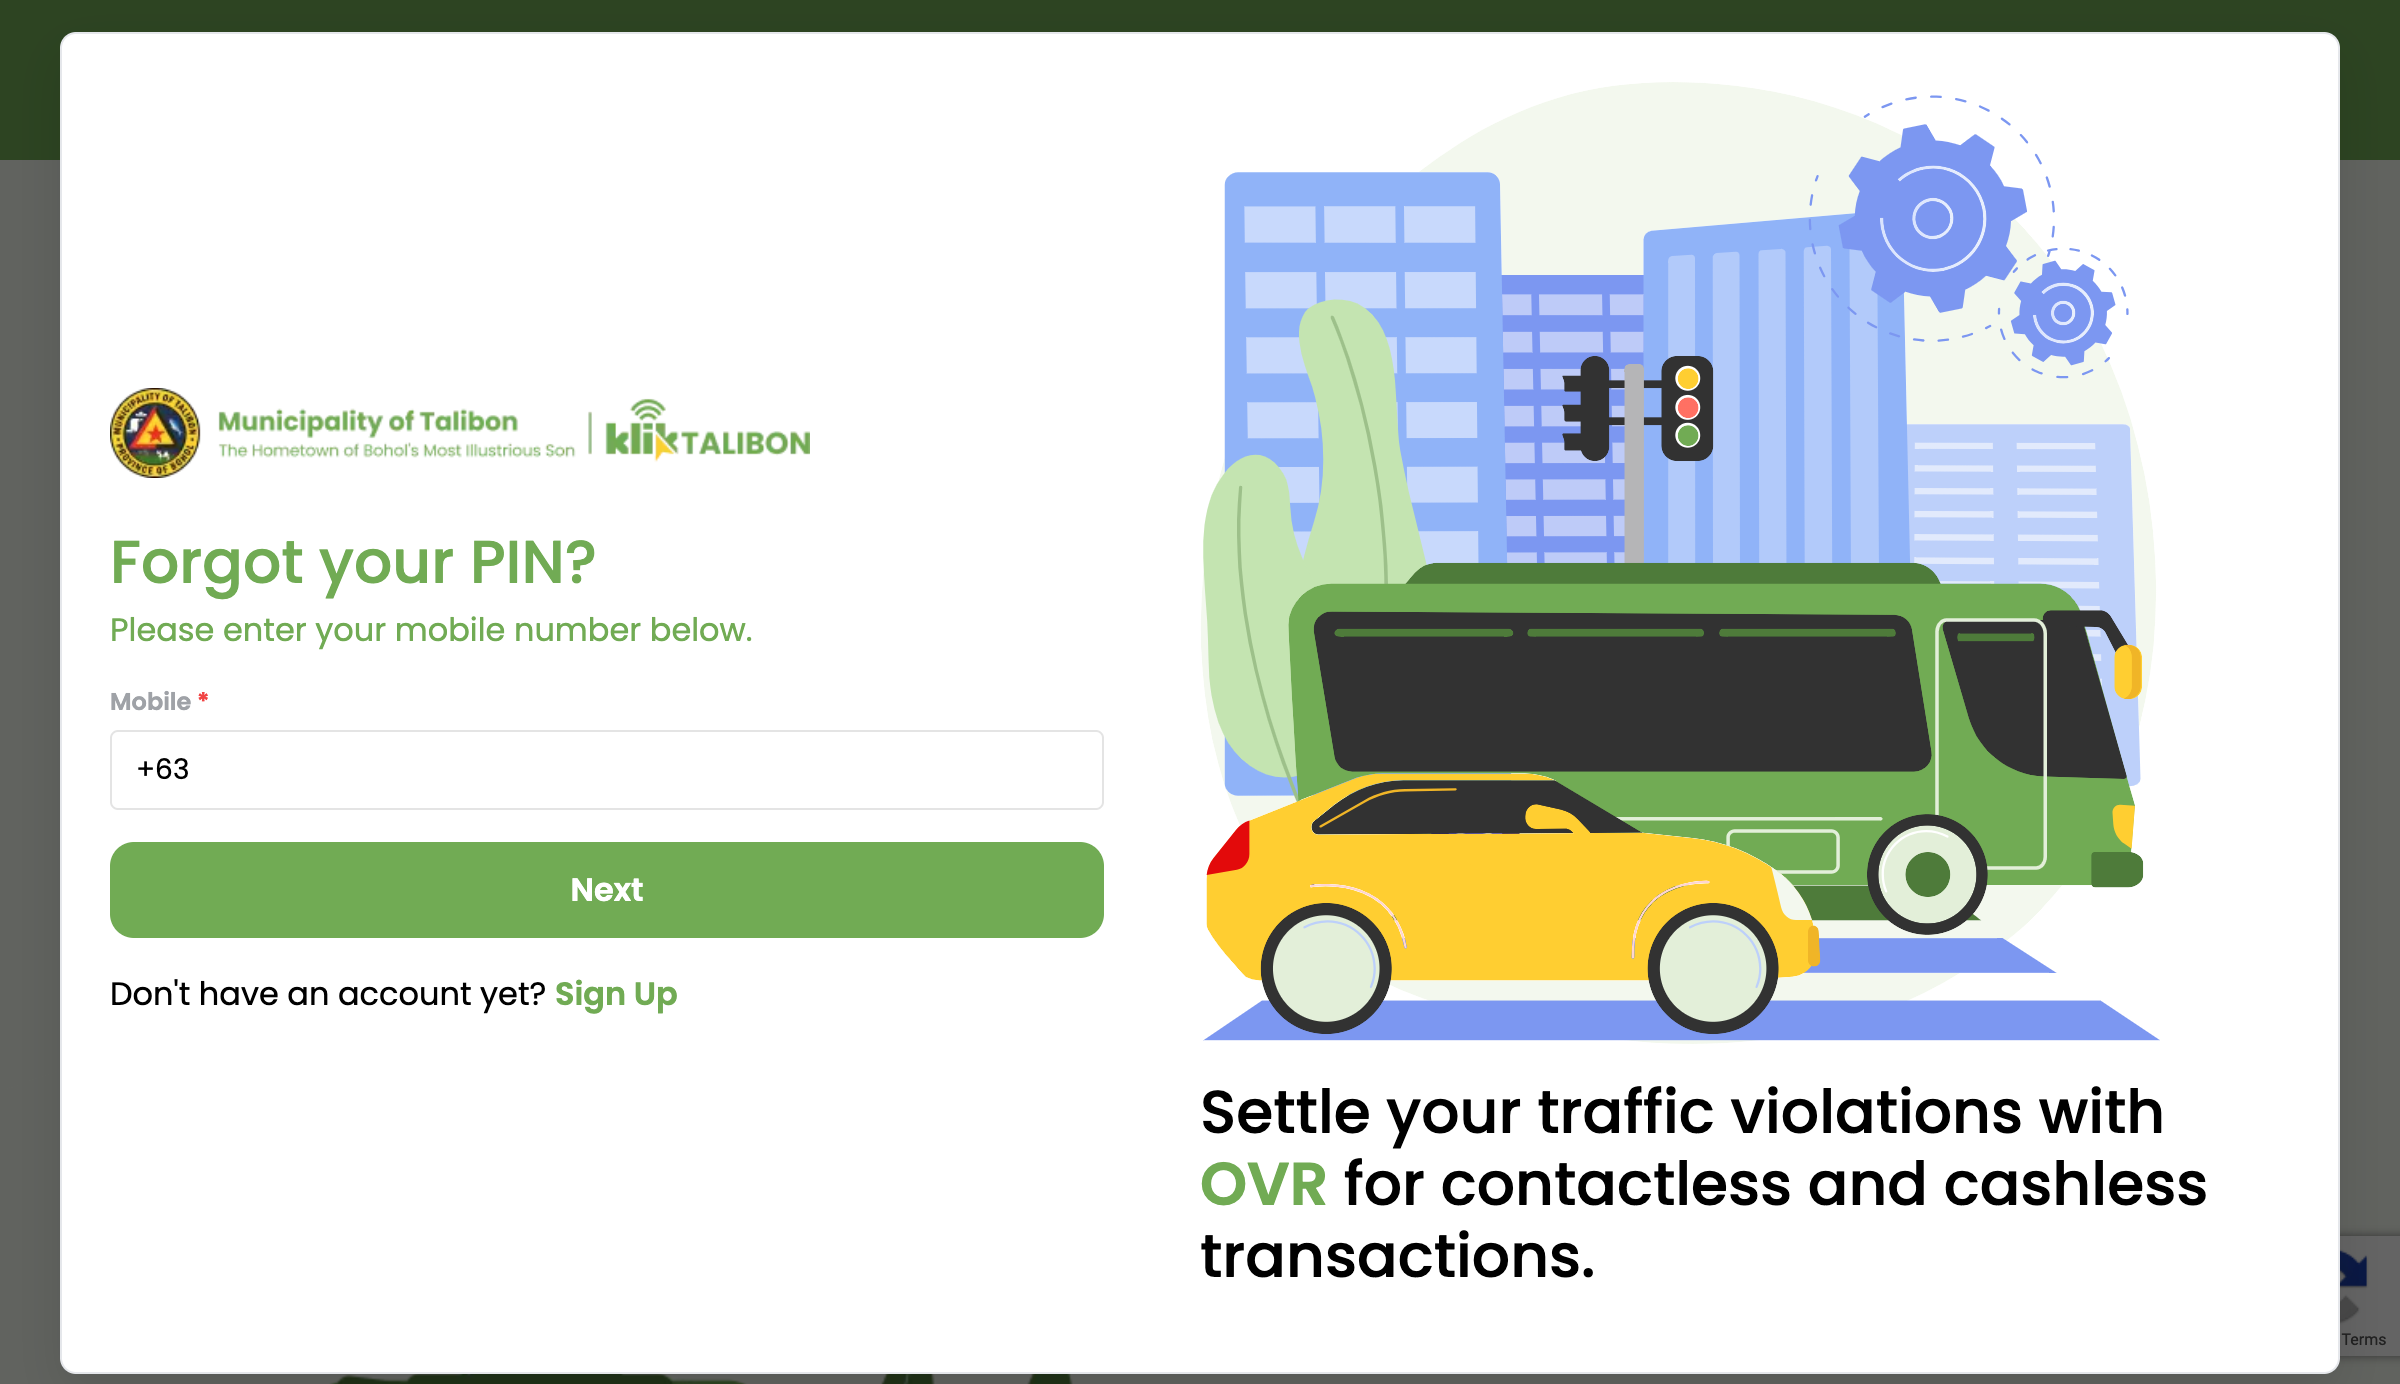 MUNICIPALITY OF TALIBON
PROVINCE OF BOHOL
Municipality of Talibon
The Hometown of Bohol's Most Illustrious Son
klik TALIBON
Forgot your PIN?
Please enter your mobile number below.
Mobile *
+63
Next
Don't have an account yet? Sign Up
Settle your traffic violations with
OVR for contactless and cashless
transactions.
Terms